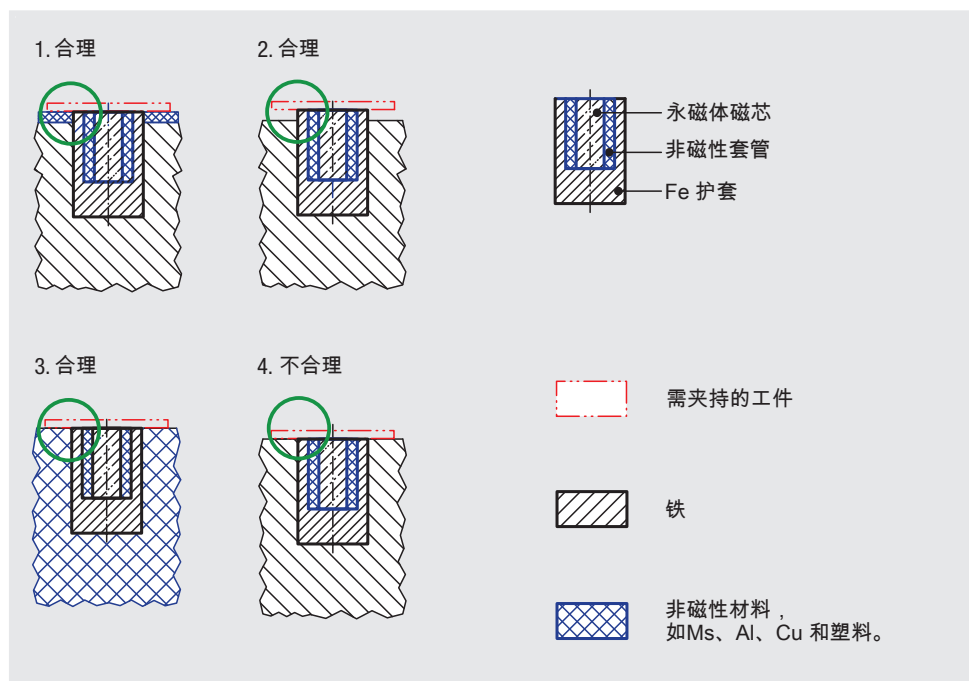 1. 合理
2. 合理
永磁体磁芯
非磁性套管
Fe 护套
3. 合理
4. 不合理
需夹持的工件
铁
非磁性材料，
如Ms、Al、Cu 和塑料。